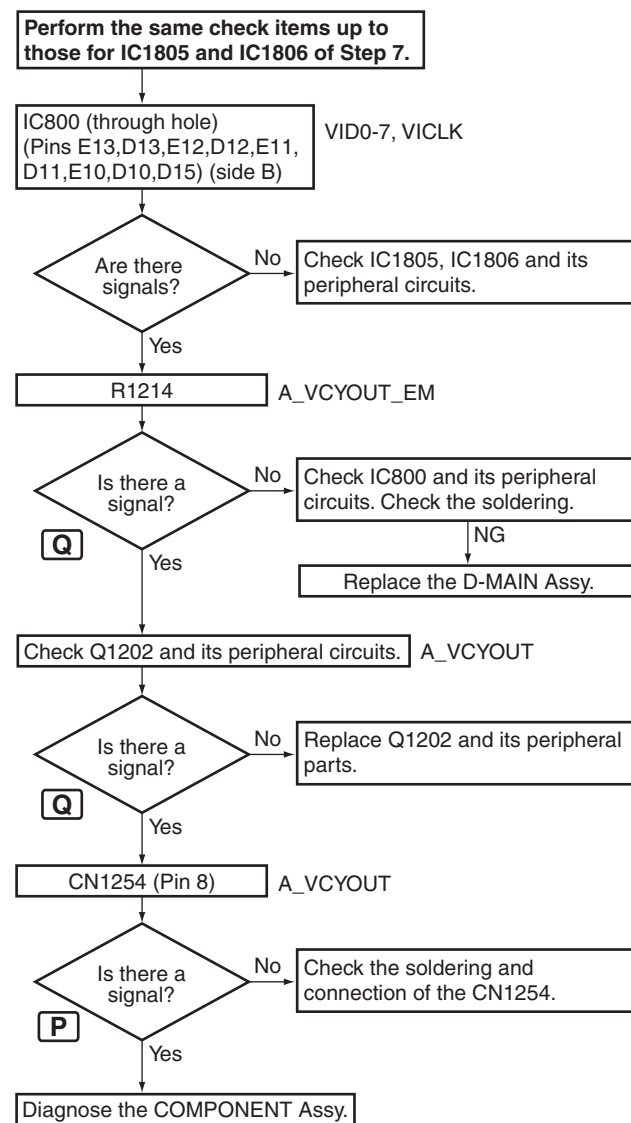 Perform the same check items up to
those for IC1805 and IC1806 of Step 7.
IC800 (through hole)
(Pins E13,D13,E12,D12,E11,
D11,E10,D10,D15) (side B)
VID0-7, VICLK
Are there
signals?
No
Check IC1805, IC1806 and its
peripheral circuits.
Yes
R1214
A_VCYOUT_EM
Is there a
signal?
No
Check IC800 and its peripheral
circuits. Check the soldering.
Q
NG
Yes
Replace the D-MAIN Assy.
Check Q1202 and its peripheral circuits.
A_VCYOUT
Is there a
signal?
No
Replace Q1202 and its peripheral
parts.
Q
Yes
CN1254 (Pin 8)
A_VCYOUT
Is there a
signal?
No
Check the soldering and
connection of the CN1254.
P
Yes
Diagnose the COMPONENT Assy.